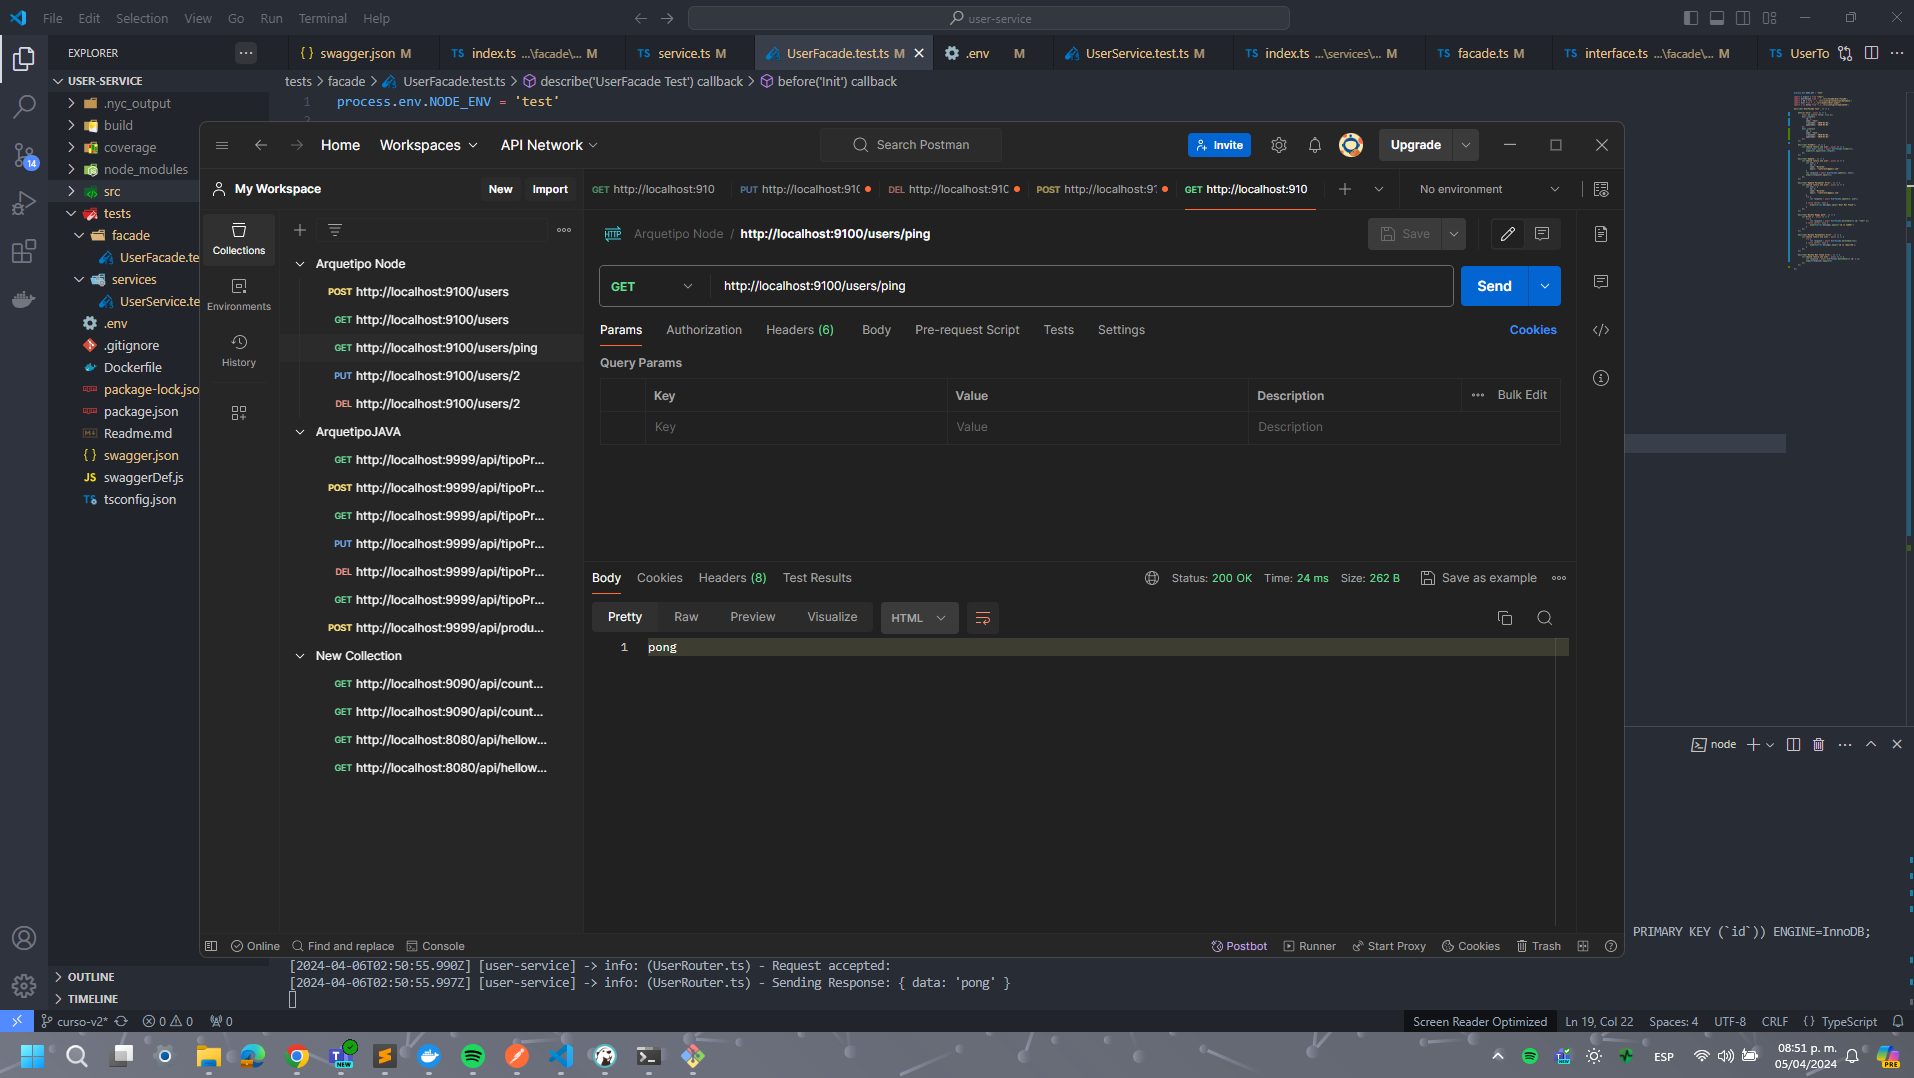 File Edit Selection View Go Run Terminal Help
user-service
EXPLORER
swagger.json M
index.ts ...\facade\... M
service.ts M
UserFacade.test.ts M
.env M
UserService.test.ts M
index.ts ...\services\... M
facade.ts M
interface.ts ...\facade\... M
UserTo
USER-SERVICE
tests > facade > UserFacade.test.ts > describe('UserFacade Test') callback > before('Init') callback
1 process.env.NODE_ENV = 'test'
2
.nyc_output
build
coverage
node_modules
src
tests
facade
UserFacade.te
services
UserService.te
.env
.gitignore
Dockerfile
package-lock.jso
package.json
Readme.md
swagger.json
swaggerDef.js
tsconfig.json
14
OUTLINE
TIMELINE
Home Workspaces API Network
Search Postman
Invite
Upgrade
My Workspace
New Import
GET http://localhost:910
PUT http://localhost:910
DEL http://localhost:910
POST http://localhost:91
GET http://localhost:910
No environment
Collections
Environments
History
Arquetipo Node
POST http://localhost:9100/users
GET http://localhost:9100/users
GET http://localhost:9100/users/ping
PUT http://localhost:9100/users/2
DEL http://localhost:9100/users/2
ArquetipoJAVA
GET http://localhost:9999/api/tipoPr...
POST http://localhost:9999/api/tipoPr...
GET http://localhost:9999/api/tipoPr...
PUT http://localhost:9999/api/tipoPr...
DEL http://localhost:9999/api/tipoPr...
GET http://localhost:9999/api/tipoPr...
POST http://localhost:9999/api/produ...
New Collection
GET http://localhost:9090/api/count...
GET http://localhost:9090/api/count...
GET http://localhost:8080/api/hellow...
GET http://localhost:8080/api/hellow...
HTTP Arquetipo Node / http://localhost:9100/users/ping
Save
GET http://localhost:9100/users/ping
Send
Params Authorization Headers (6) Body Pre-request Script Tests Settings
Cookies
Query Params
Key Value Description
Bulk Edit
Key Value Description
Body Cookies Headers (8) Test Results
Status: 200 OK Time: 24 ms Size: 262 B
Save as example
Pretty Raw Preview Visualize HTML
1 pong
Online Find and replace Console
Postbot Runner Start Proxy Cookies Trash
node
PRIMARY KEY (`id`)) ENGINE=InnoDB;
[2024-04-06T02:50:55.990Z] [user-service] -> info: (UserRouter.ts) - Request accepted:
[2024-04-06T02:50:55.997Z] [user-service] -> info: (UserRouter.ts) - Sending Response: { data: 'pong' }
curso-v2* 0 0 0
Screen Reader Optimized Ln 19, Col 22 Spaces: 4 UTF-8 CRLF { } TypeScript
NEW
ESP
08:51 p. m.
05/04/2024
PRE